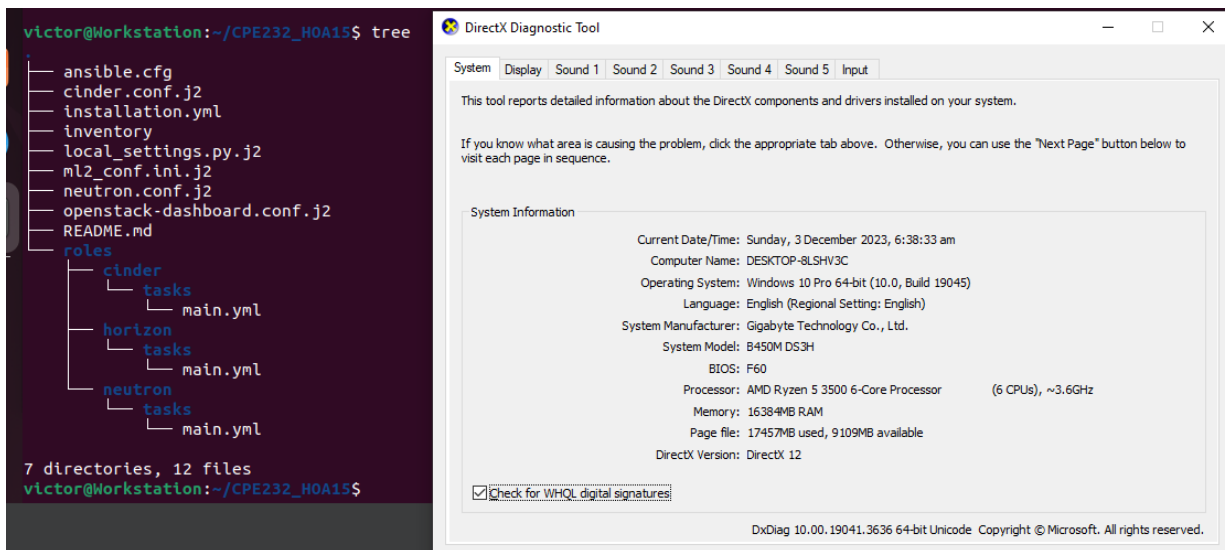 victor@Workstation:~/CPE232_HOA15$ tree
.
├── ansible.cfg
├── cinder.conf.j2
├── installation.yml
├── inventory
├── local_settings.py.j2
├── ml2_conf.ini.j2
├── neutron.conf.j2
├── openstack-dashboard.conf.j2
├── README.md
└── roles
    ├── cinder
    │   └── tasks
    │       └── main.yml
    ├── horizon
    │   └── tasks
    │       └── main.yml
    └── neutron
        └── tasks
            └── main.yml
7 directories, 12 files
victor@Workstation:~/CPE232_HOA15$
DirectX Diagnostic Tool
System Display Sound 1 Sound 2 Sound 3 Sound 4 Sound 5 Input
This tool reports detailed information about the DirectX components and drivers installed on your system.
If you know what area is causing the problem, click the appropriate tab above. Otherwise, you can use the "Next Page" button below to
visit each page in sequence.
System Information
Current Date/Time: Sunday, 3 December 2023, 6:38:33 am
Computer Name: DESKTOP-8LSHV3C
Operating System: Windows 10 Pro 64-bit (10.0, Build 19045)
Language: English (Regional Setting: English)
System Manufacturer: Gigabyte Technology Co., Ltd.
System Model: B450M DS3H
BIOS: F60
Processor: AMD Ryzen 5 3500 6-Core Processor (6 CPUs), ~3.6GHz
Memory: 16384MB RAM
Page file: 17457MB used, 9109MB available
DirectX Version: DirectX 12
Check for WHQL digital signatures
DxDiag 10.00.19041.3636 64-bit Unicode Copyright © Microsoft. All rights reserved.